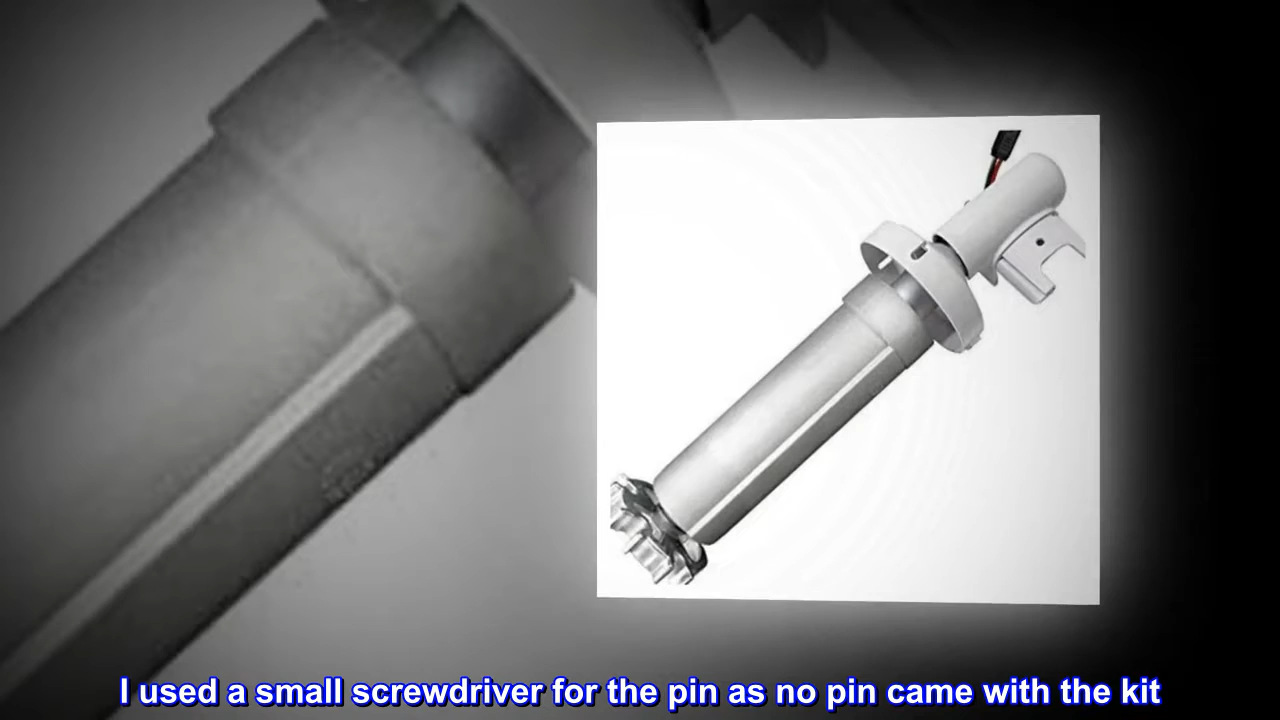 I used a small screwdriver for the pin as no pin came with the kit